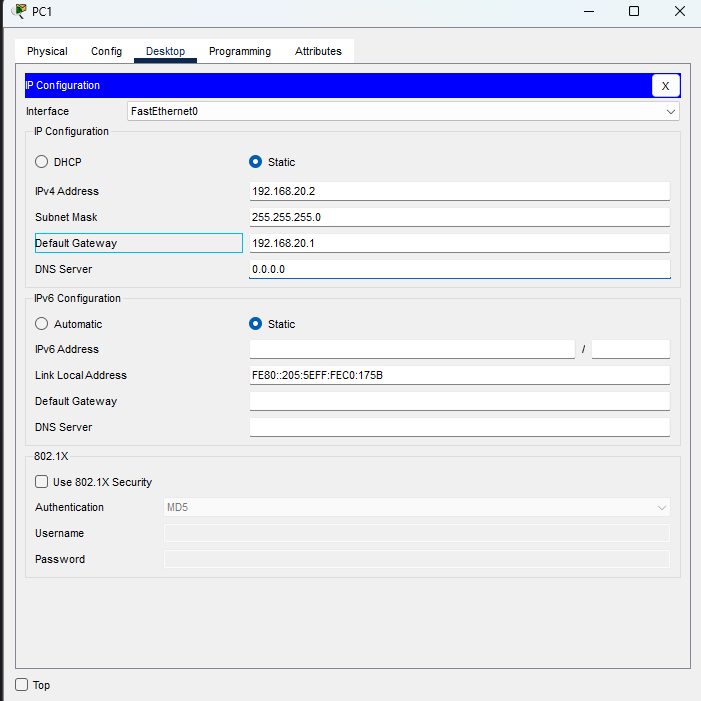 PC1
Physical Config Desktop Programming Attributes
IP Configuration X
Interface FastEthernet0
IP Configuration
DHCP Static
IPv4 Address 192.168.20.2
Subnet Mask 255.255.255.0
Default Gateway 192.168.20.1
DNS Server 0.0.0.0
IPv6 Configuration
Automatic Static
IPv6 Address /
Link Local Address FE80::205:5EFF:FEC0:175B
Default Gateway
DNS Server
802.1X
Use 802.1X Security
Authentication MD5
Username
Password
Top